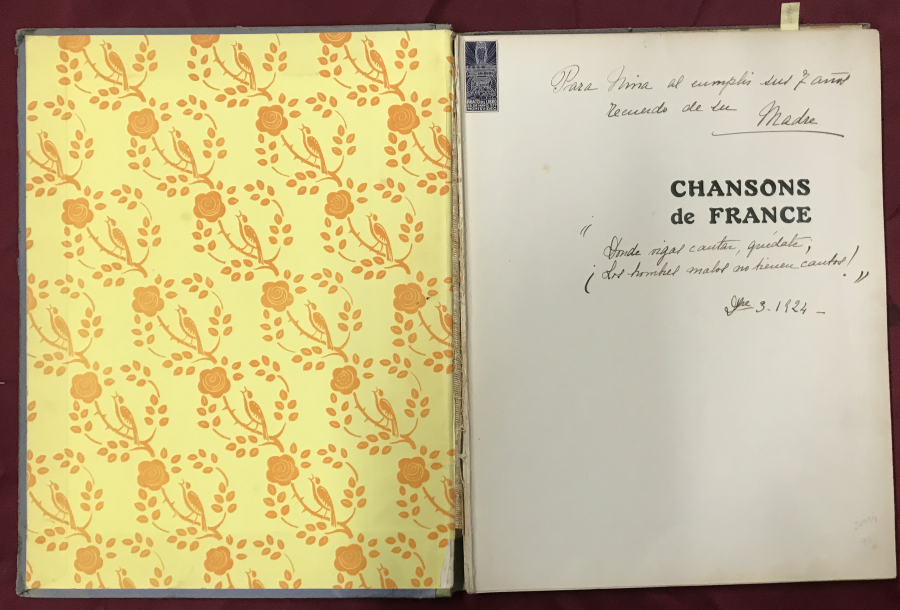 Para Nina al cumplir sus 7 años
recuerdo de su Madre
CHANSONS
de FRANCE
"Donde oigas cantar, quédate;
¡Los hombres malos no tienen cantos!"
Dbre 3-1924-